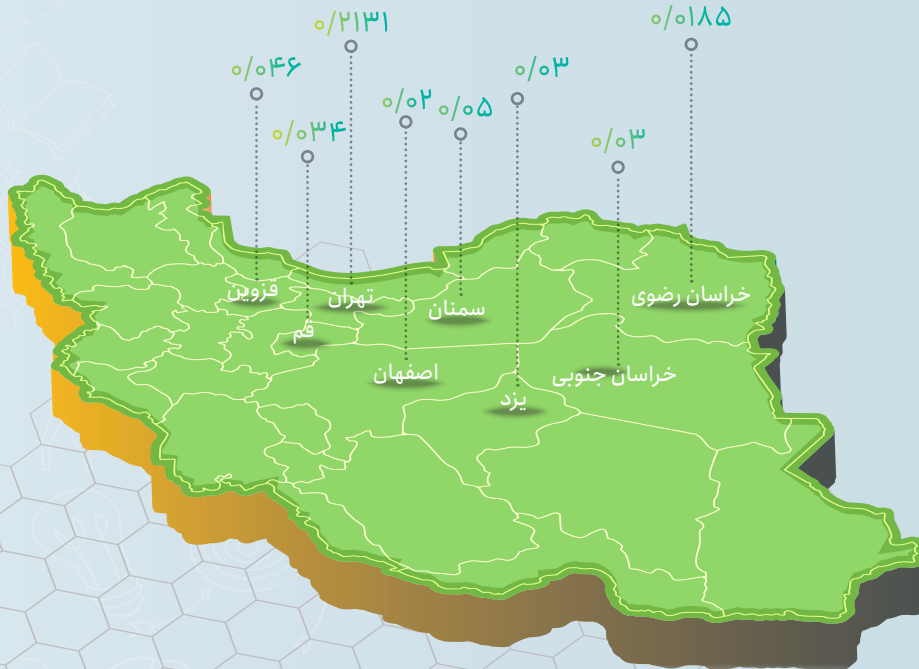 ۰/۰۱۸۵
۰/۲۱۳۱
۰/۰۳
۰/۰۴۶
۰/۰۲
۰/۰۵
۰/۰۳۴
۰/۰۳
خراسان رضوی
تهران
قزوین
سمنان
قم
خراسان جنوبی
اصفهان
یزد